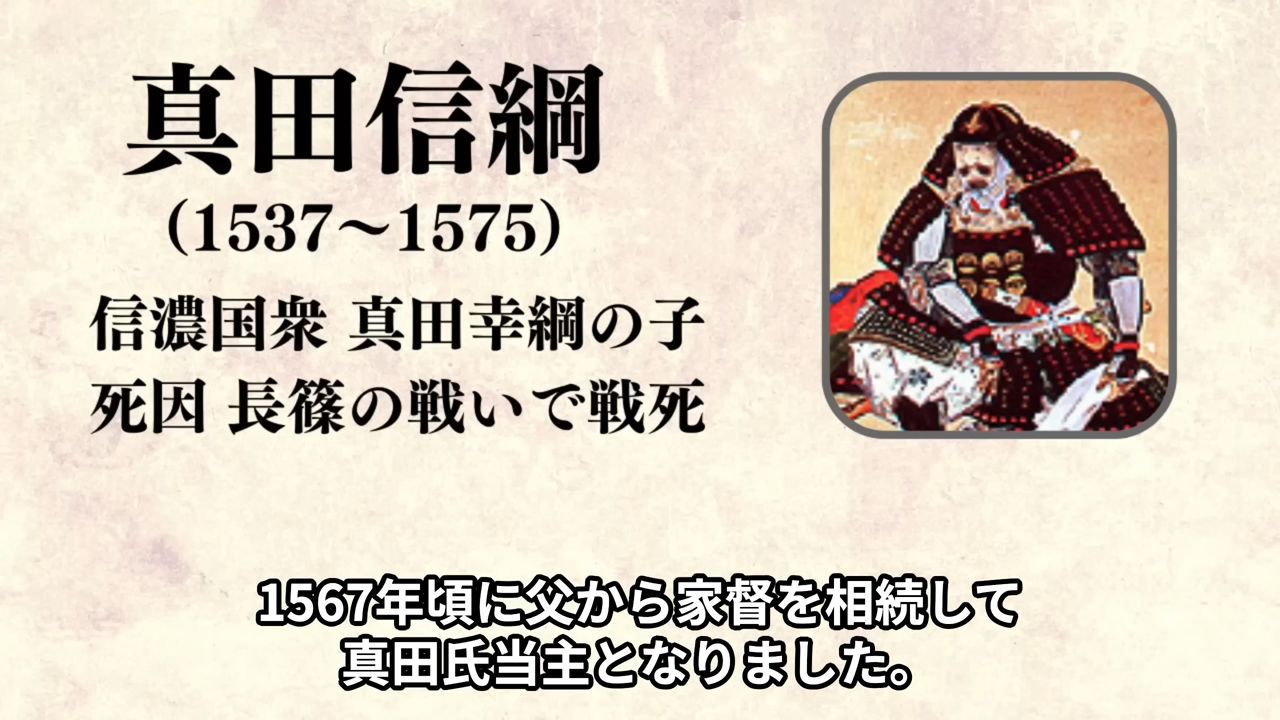 真田信綱
（1537〜1575）
信濃国衆 真田幸綱の子
死因 長篠の戦いで戦死
1567年頃に父から家督を相続して
真田氏当主となりました。